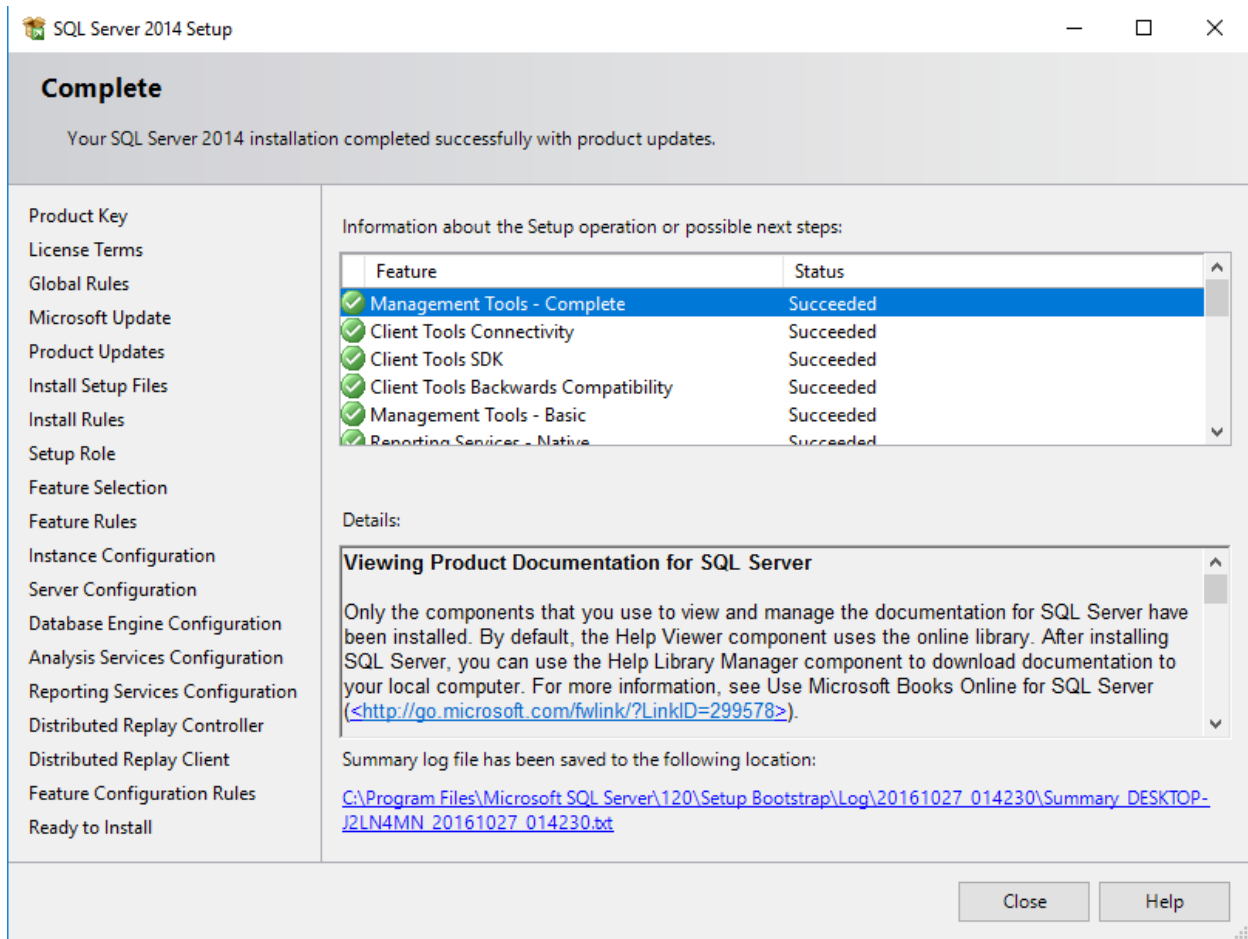 SQL Server 2014 Setup
Complete
Your SQL Server 2014 installation completed successfully with product updates.
Product Key
License Terms
Global Rules
Microsoft Update
Product Updates
Install Setup Files
Install Rules
Setup Role
Feature Selection
Feature Rules
Instance Configuration
Server Configuration
Database Engine Configuration
Analysis Services Configuration
Reporting Services Configuration
Distributed Replay Controller
Distributed Replay Client
Feature Configuration Rules
Ready to Install
Information about the Setup operation or possible next steps:
Feature Status
Management Tools - Complete Succeeded
Client Tools Connectivity Succeeded
Client Tools SDK Succeeded
Client Tools Backwards Compatibility Succeeded
Management Tools - Basic Succeeded
Reporting Services - Native Succeeded
Details:
Viewing Product Documentation for SQL Server
Only the components that you use to view and manage the documentation for SQL Server have
been installed. By default, the Help Viewer component uses the online library. After installing
SQL Server, you can use the Help Library Manager component to download documentation to
your local computer. For more information, see Use Microsoft Books Online for SQL Server
(<http://go.microsoft.com/fwlink/?LinkID=299578>).
Summary log file has been saved to the following location:
C:\Program Files\Microsoft SQL Server\120\Setup Bootstrap\Log\20161027_014230\Summary_DESKTOP-
J2LN4MN_20161027_014230.txt
Close Help